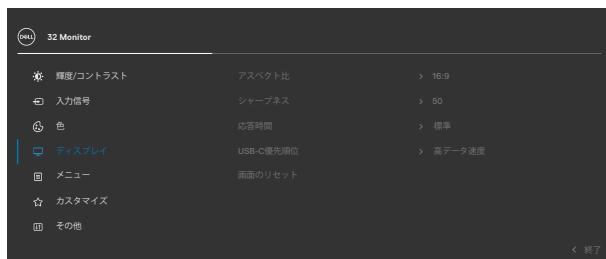 DELL 32 Monitor
輝度/コントラスト アスペクト比 > 16:9
入力信号 シャープネス > 50
色 応答時間 > 標準
ディスプレイ USB-C優先順位 > 高データ速度
メニュー 画面のリセット
カスタマイズ
その他
< 終了